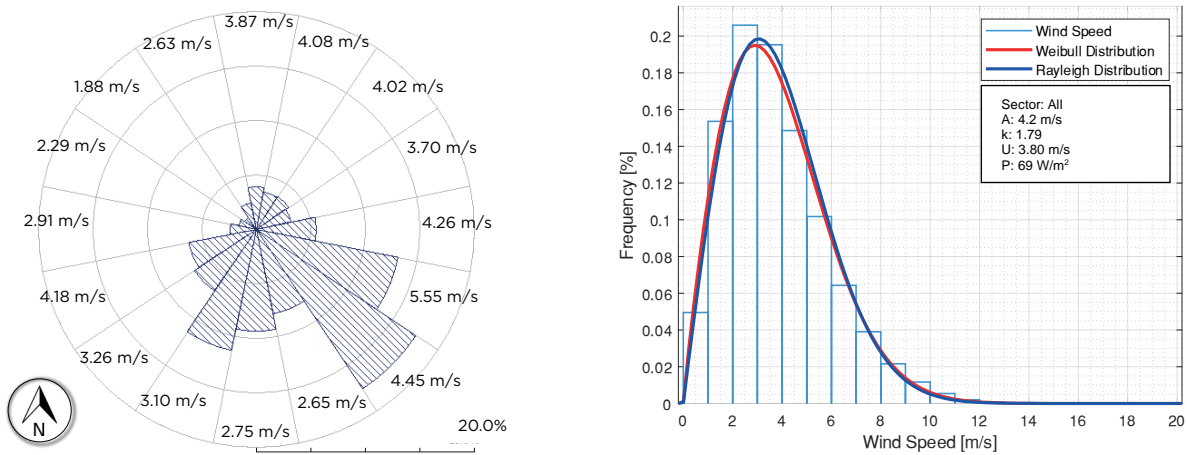 3.87 m/s
4.08 m/s
2.63 m/s
4.02 m/s
1.88 m/s
3.70 m/s
2.29 m/s
4.26 m/s
2.91 m/s
5.55 m/s
4.18 m/s
4.45 m/s
3.26 m/s
2.65 m/s
3.10 m/s
2.75 m/s
20.0%
N
Frequency [%]
0.2
0.18
0.16
0.14
0.12
0.1
0.08
0.06
0.04
0.02
0
0 2 4 6 8 10 12 14 16 18 20
Wind Speed [m/s]
Wind Speed
Weibull Distribution
Rayleigh Distribution
Sector: All
A: 4.2 m/s
k: 1.79
U: 3.80 m/s
P: 69 W/m²